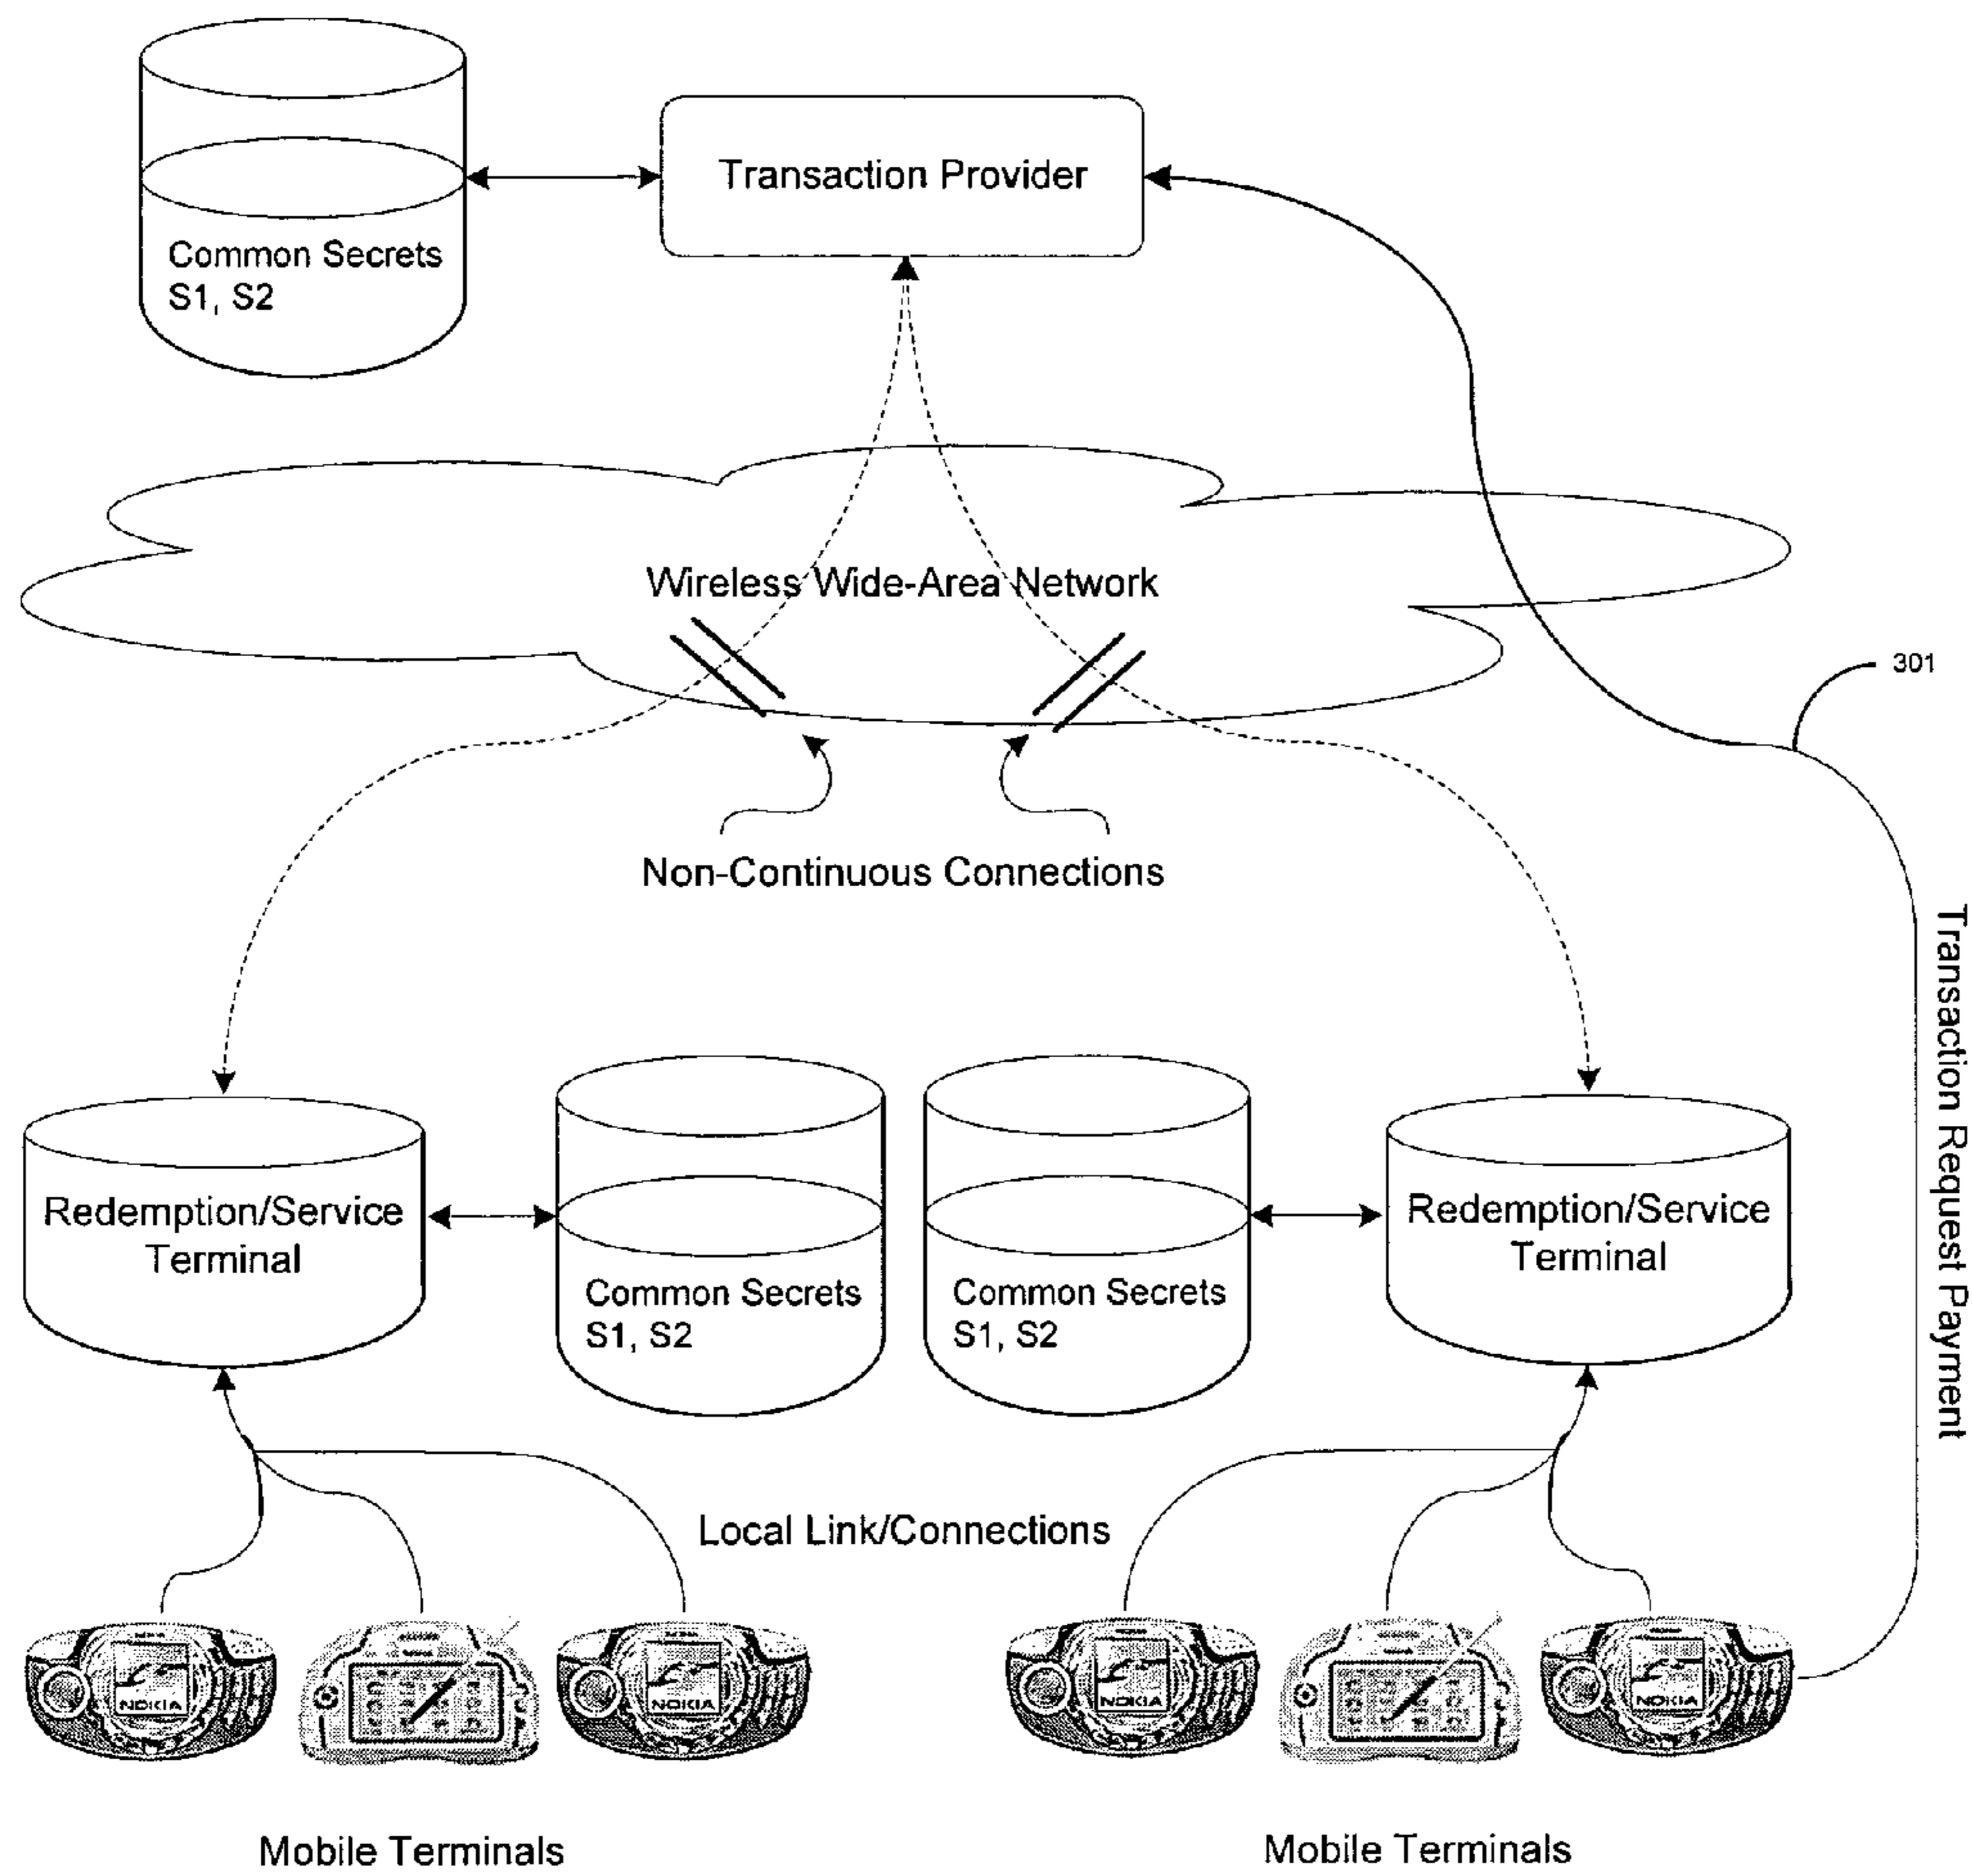 Transaction Provider
Common Secrets
S1, S2
Wireless Wide-Area Network
301
Non-Continuous Connections
Transaction Request Payment
Redemption/Service
Terminal
Common Secrets
S1, S2
Common Secrets
S1, S2
Redemption/Service
Terminal
Local Link/Connections
NOKIA
NOKIA
NOKIA
NOKIA
Mobile Terminals
Mobile Terminals